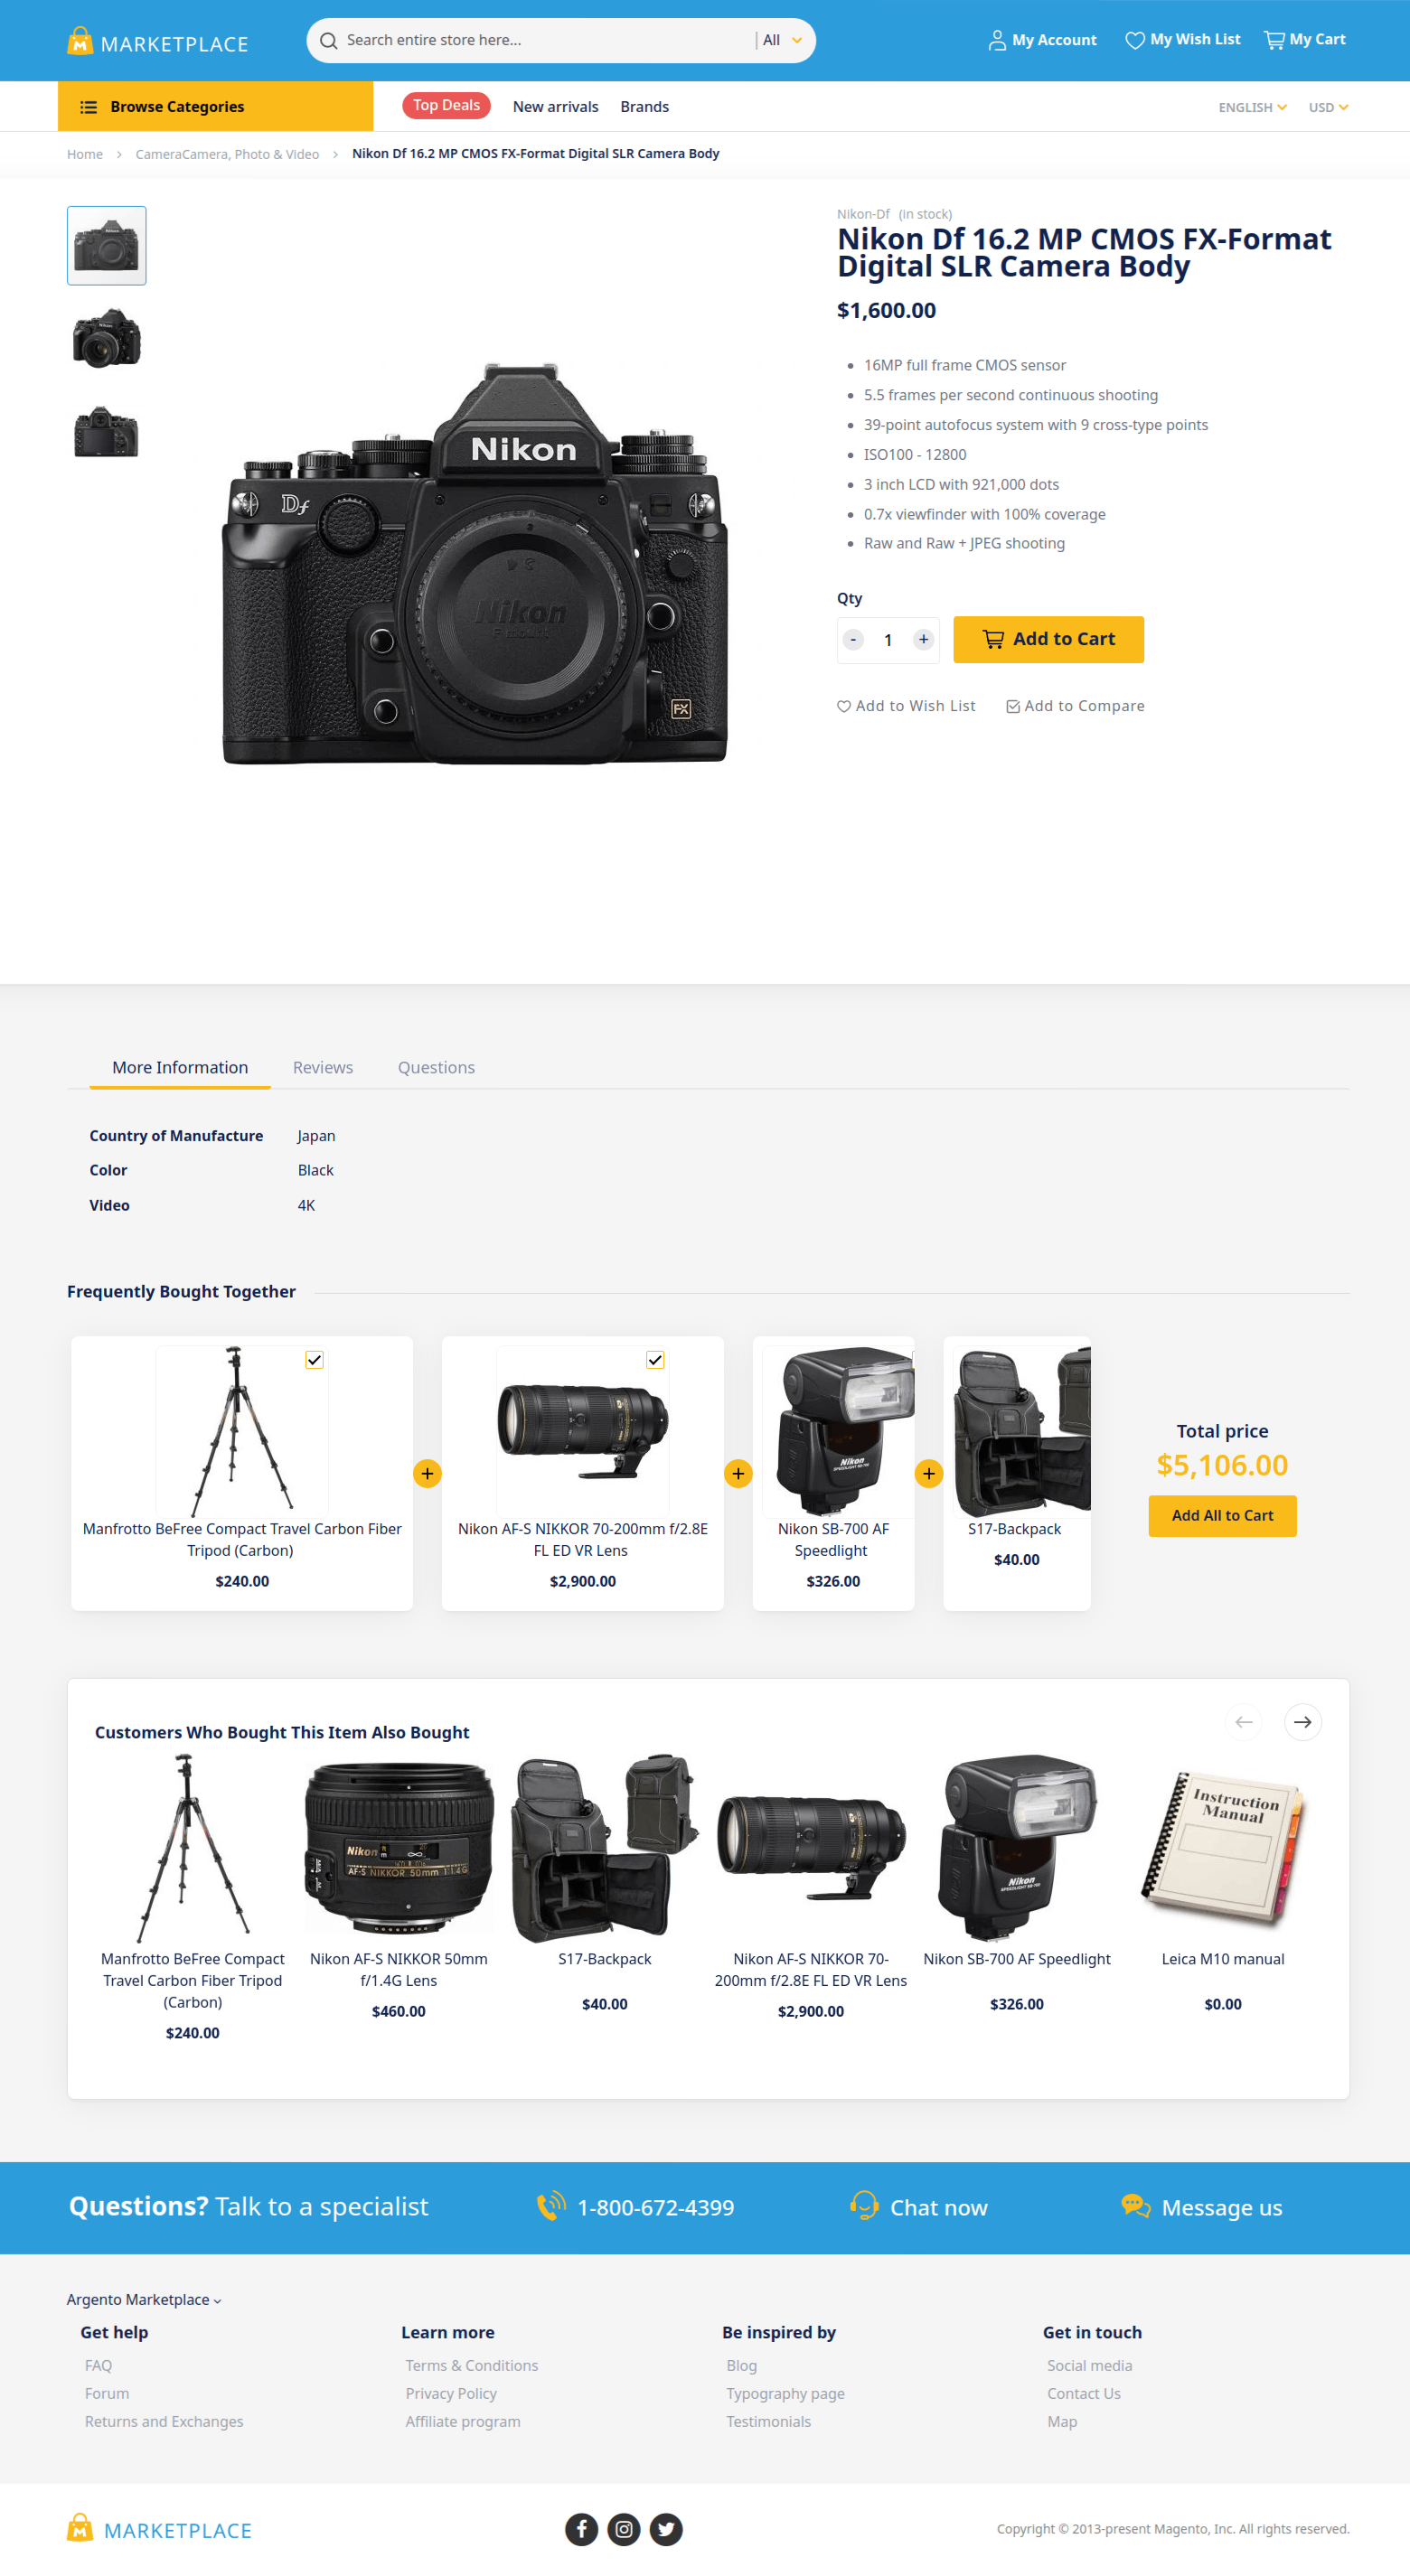 MARKETPLACE
Search entire store here...
All
My Account
My Wish List
My Cart
Browse Categories
Top Deals
New arrivals
Brands
ENGLISH
USD
Home
CameraCamera, Photo & Video
Nikon Df 16.2 MP CMOS FX-Format Digital SLR Camera Body
Nikon
Df
Nikon
F mount
FX
Nikon-Df (in stock)
Nikon Df 16.2 MP CMOS FX-Format
Digital SLR Camera Body
$1,600.00
16MP full frame CMOS sensor
5.5 frames per second continuous shooting
39-point autofocus system with 9 cross-type points
ISO100 - 12800
3 inch LCD with 921,000 dots
0.7x viewfinder with 100% coverage
Raw and Raw + JPEG shooting
Qty
- 1 +
Add to Cart
Add to Wish List
Add to Compare
More Information
Reviews
Questions
Country of Manufacture Japan
Color Black
Video 4K
Frequently Bought Together
Manfrotto BeFree Compact Travel Carbon Fiber
Tripod (Carbon)
$240.00
+
Nikon AF-S NIKKOR 70-200mm f/2.8E
FL ED VR Lens
$2,900.00
+
Nikon
Nikon SB-700 AF
Speedlight
$326.00
+
S17-Backpack
$40.00
Total price
$5,106.00
Add All to Cart
Customers Who Bought This Item Also Bought
Manfrotto BeFree Compact
Travel Carbon Fiber Tripod
(Carbon)
$240.00
Nikon
AF-S NIKKOR 50mm 1:1.4G
Nikon AF-S NIKKOR 50mm
f/1.4G Lens
$460.00
S17-Backpack
$40.00
Nikon AF-S NIKKOR 70-
200mm f/2.8E FL ED VR Lens
$2,900.00
Nikon
Nikon SB-700 AF Speedlight
$326.00
Instruction
Manual
Leica M10 manual
$0.00
Questions? Talk to a specialist
1-800-672-4399
Chat now
Message us
Argento Marketplace
Get help
FAQ
Forum
Returns and Exchanges
Learn more
Terms & Conditions
Privacy Policy
Affiliate program
Be inspired by
Blog
Typography page
Testimonials
Get in touch
Social media
Contact Us
Map
MARKETPLACE
Copyright © 2013-present Magento, Inc. All rights reserved.